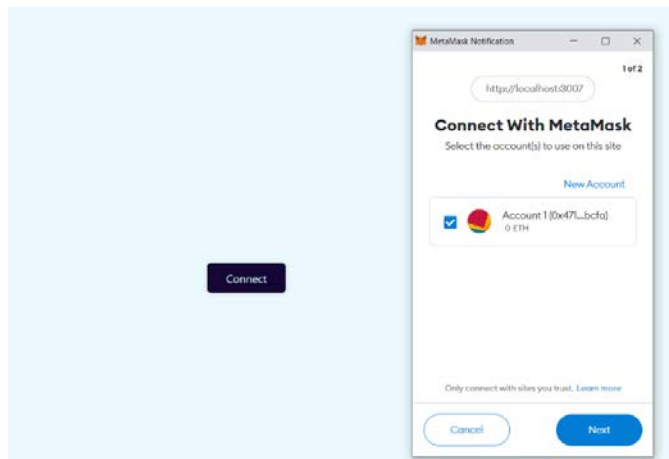 Connect
MetaMask Notification
1 of 2
http://localhost:3007
Connect With MetaMask
Select the account(s) to use on this site
New Account
Account 1 (0x471...bcfa)
0 ETH
Only connect with sites you trust. Learn more
Cancel
Next